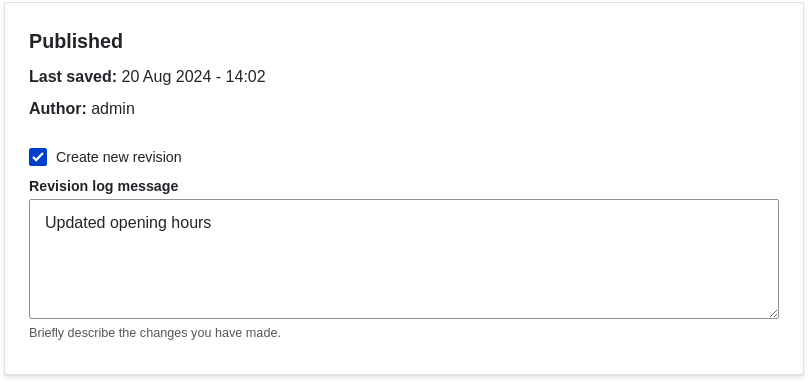 Published
Last saved: 20 Aug 2024 - 14:02
Author: admin
Create new revision
Revision log message
Updated opening hours
Briefly describe the changes you have made.